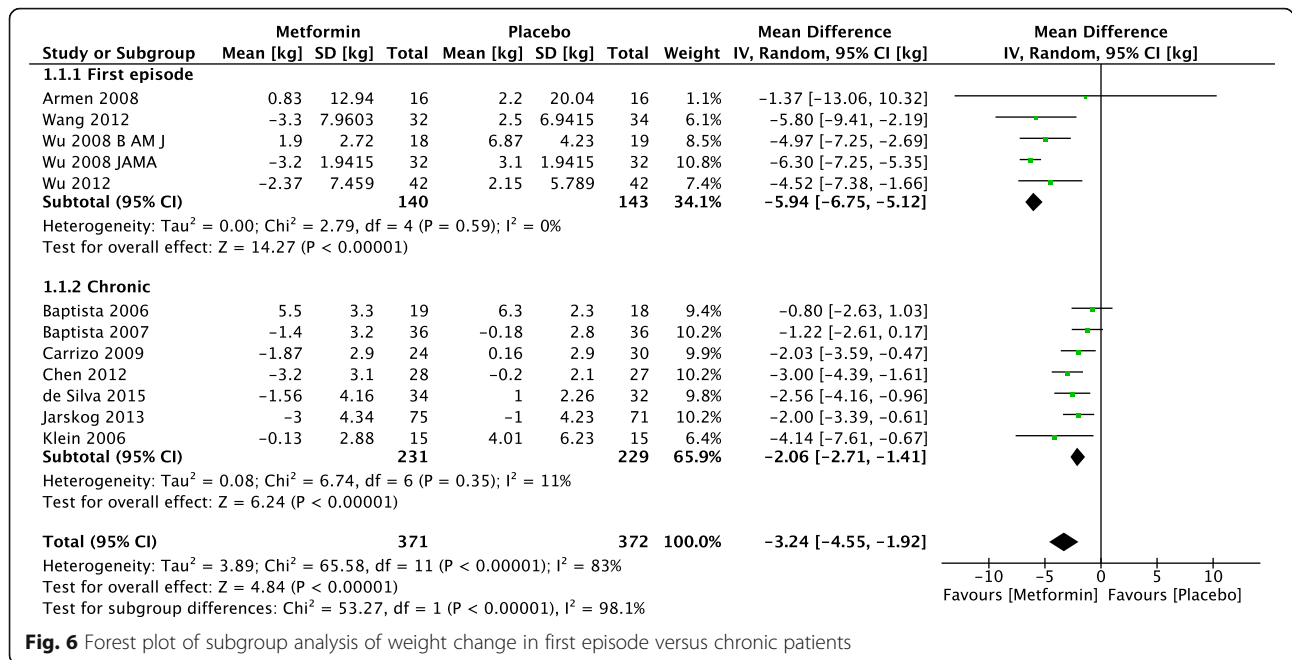 Metformin Placebo Mean Difference Mean Difference
Study or Subgroup Mean [kg] SD [kg] Total Mean [kg] SD [kg] Total Weight IV, Random, 95% CI [kg] IV, Random, 95% CI [kg]
1.1.1 First episode
Armen 2008 0.83 12.94 16 2.2 20.04 16 1.1% −1.37 [−13.06, 10.32]
Wang 2012 −3.3 7.9603 32 2.5 6.9415 34 6.1% −5.80 [−9.41, −2.19]
Wu 2008 B AM J 1.9 2.72 18 6.87 4.23 19 8.5% −4.97 [−7.25, −2.69]
Wu 2008 JAMA −3.2 1.9415 32 3.1 1.9415 32 10.8% −6.30 [−7.25, −5.35]
Wu 2012 −2.37 7.459 42 2.15 5.789 42 7.4% −4.52 [−7.38, −1.66]
Subtotal (95% CI) 140 143 34.1% −5.94 [−6.75, −5.12]
Heterogeneity: Tau² = 0.00; Chi² = 2.79, df = 4 (P = 0.59); I² = 0%
Test for overall effect: Z = 14.27 (P < 0.00001)
1.1.2 Chronic
Baptista 2006 5.5 3.3 19 6.3 2.3 18 9.4% −0.80 [−2.63, 1.03]
Baptista 2007 −1.4 3.2 36 −0.18 2.8 36 10.2% −1.22 [−2.61, 0.17]
Carrizo 2009 −1.87 2.9 24 0.16 2.9 30 9.9% −2.03 [−3.59, −0.47]
Chen 2012 −3.2 3.1 28 −0.2 2.1 27 10.2% −3.00 [−4.39, −1.61]
de Silva 2015 −1.56 4.16 34 1 2.26 32 9.8% −2.56 [−4.16, −0.96]
Jarskog 2013 −3 4.34 75 −1 4.23 71 10.2% −2.00 [−3.39, −0.61]
Klein 2006 −0.13 2.88 15 4.01 6.23 15 6.4% −4.14 [−7.61, −0.67]
Subtotal (95% CI) 231 229 65.9% −2.06 [−2.71, −1.41]
Heterogeneity: Tau² = 0.08; Chi² = 6.74, df = 6 (P = 0.35); I² = 11%
Test for overall effect: Z = 6.24 (P < 0.00001)
Total (95% CI) 371 372 100.0% −3.24 [−4.55, −1.92]
Heterogeneity: Tau² = 3.89; Chi² = 65.58, df = 11 (P < 0.00001); I² = 83%
Test for overall effect: Z = 4.84 (P < 0.00001)
Test for subgroup differences: Chi² = 53.27, df = 1 (P < 0.00001), I² = 98.1%
−10 −5 0 5 10
Favours [Metformin] Favours [Placebo]
Fig. 6 Forest plot of subgroup analysis of weight change in first episode versus chronic patients